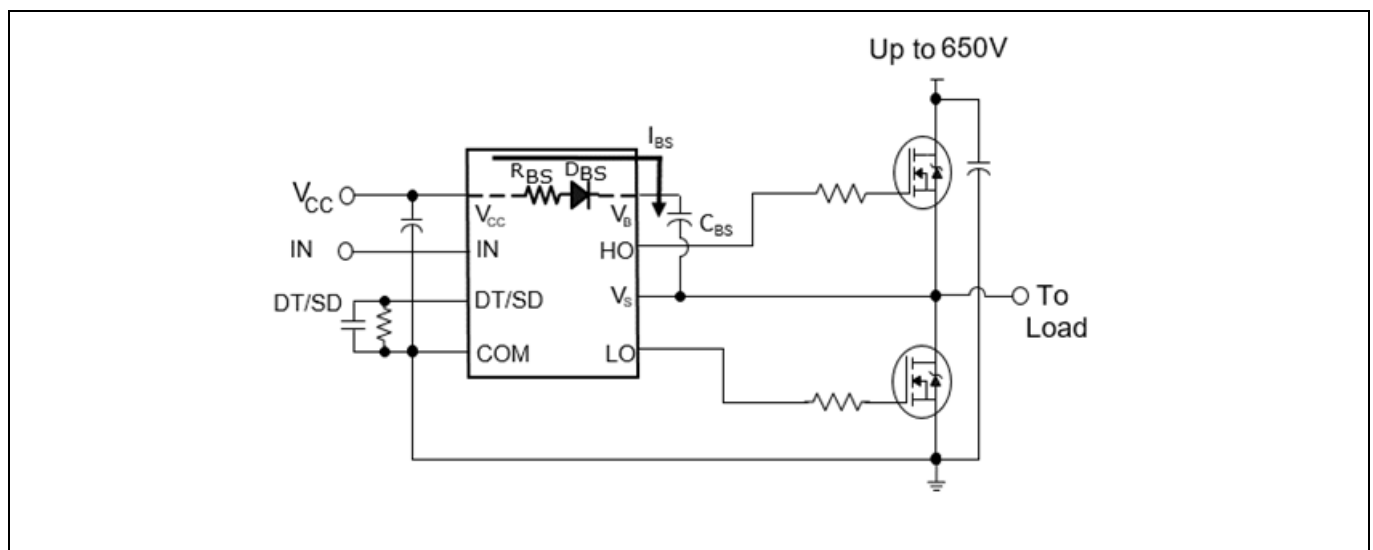 Up to 650V
I_BS
R_BS D_BS
V_CC
V_CC V_B
C_BS
IN IN HO
DT/SD DT/SD V_S
To
Load
COM LO